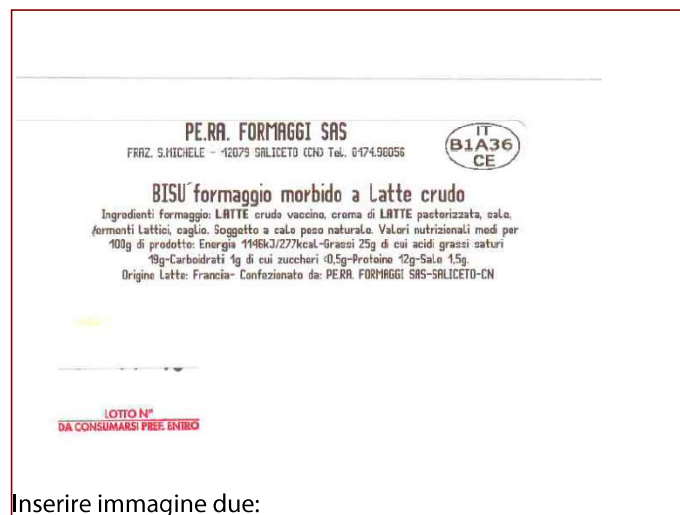 PE.RA. FORMAGGI SAS
FRAZ. S.MICHELE - 12079 SALICETO (CN) TeL. 0174.98056
IT
B1A36
CE
BISU´formaggio morbido a Latte crudo
Ingredienti formaggio: LATTE crudo vaccino, crema di LATTE pastorizzata, sale,
fermenti Lattici, caglio. Soggetto a calo peso naturale. Valori nutrizionali medi per
100g di prodotto: Energia 1146kJ/277kcal-Grassi 25g di cui acidi grassi saturi
19g-Carboidrati 1g di cui zuccheri <0,5g-Proteine 12g-Sale 1,5g.
Origine Latte: Francia- Confezionato da: PE.RA. FORMAGGI SAS-SALICETO-CN
LOTTO N°
DA CONSUMARSI PREF. ENTRO
Inserire immagine due: